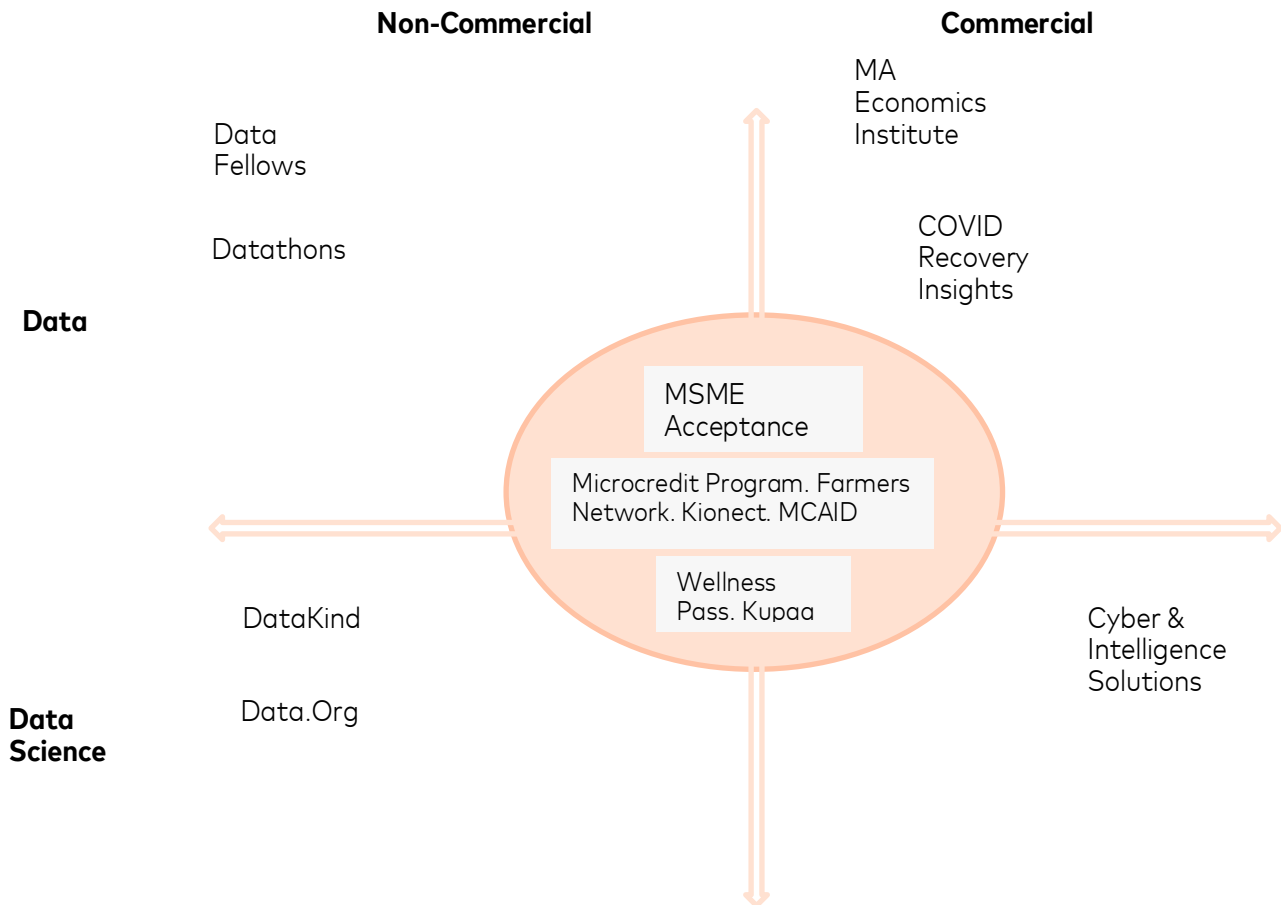 Non-Commercial
Commercial
MA
Economics
Institute
Data
Fellows
COVID
Recovery
Insights
Datathons
Data
MSME
Acceptance
Microcredit Program. Farmers
Network. Kionect. MCAID
Wellness
Pass. Kupaa
DataKind
Cyber &
Intelligence
Solutions
Data.Org
Data
Science